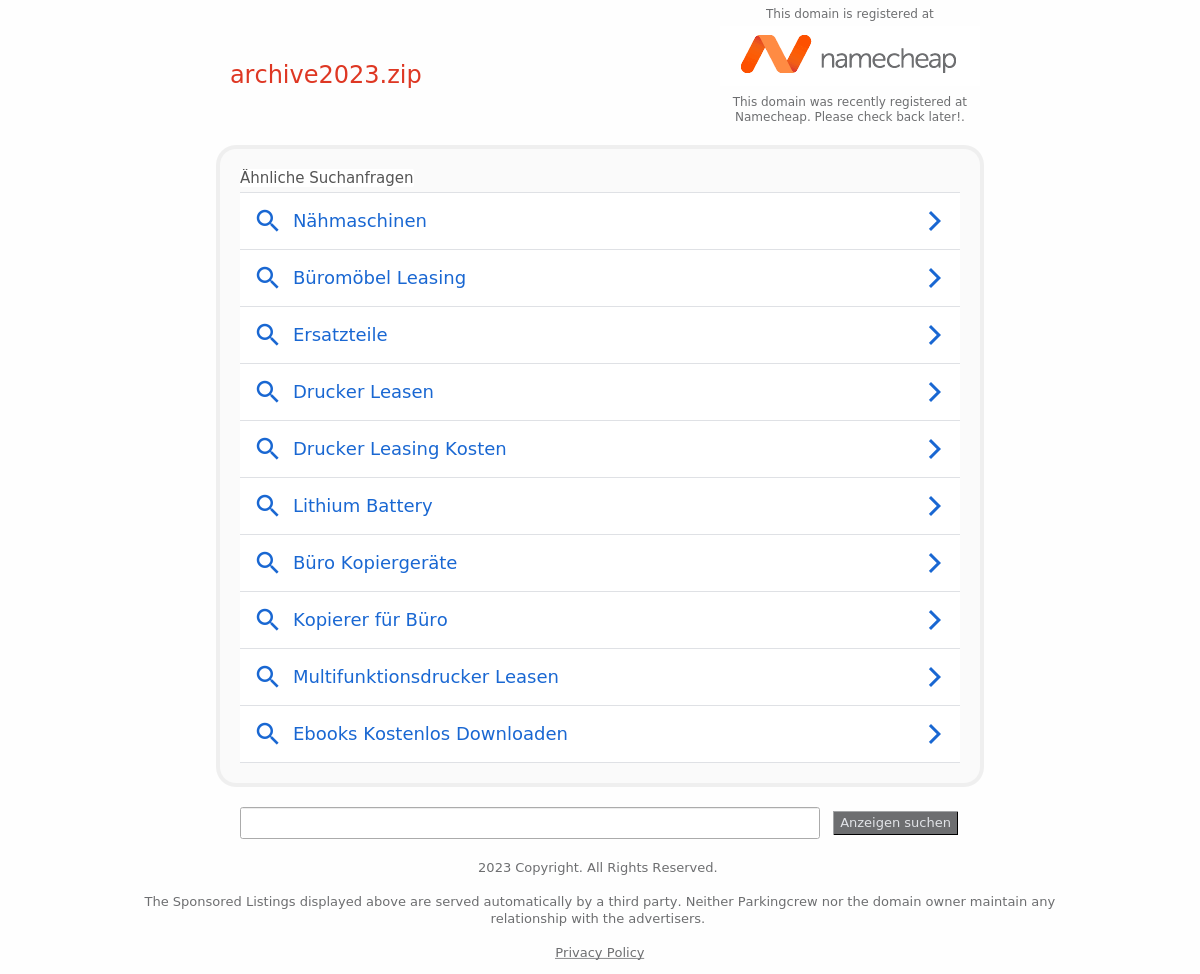 This domain is registered at
namecheap
archive2023.zip
This domain was recently registered at
Namecheap. Please check back later!.
Ähnliche Suchanfragen
Nähmaschinen
Büromöbel Leasing
Ersatzteile
Drucker Leasen
Drucker Leasing Kosten
Lithium Battery
Büro Kopiergeräte
Kopierer für Büro
Multifunktionsdrucker Leasen
Ebooks Kostenlos Downloaden
Anzeigen suchen
2023 Copyright. All Rights Reserved.
The Sponsored Listings displayed above are served automatically by a third party. Neither Parkingcrew nor the domain owner maintain any
relationship with the advertisers.
Privacy Policy